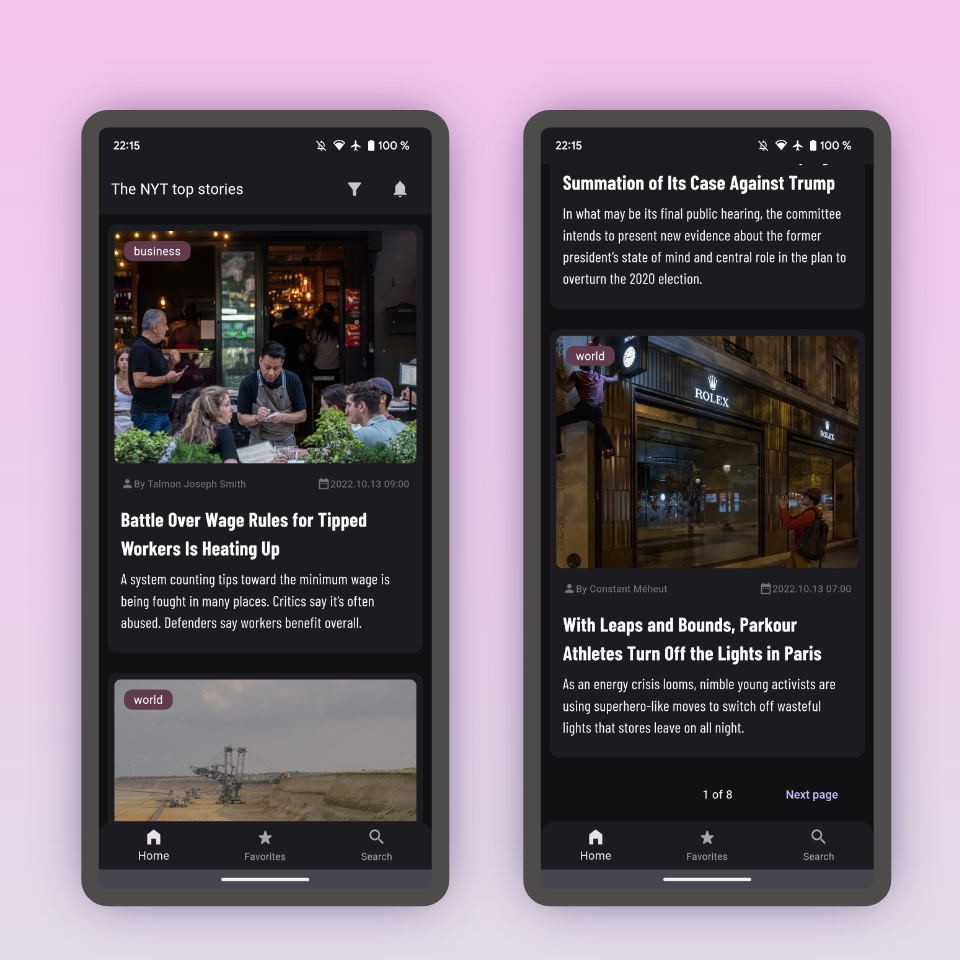 22:15
100 %
The NYT top stories
business
By Talmon Joseph Smith
2022.10.13 09:00
Battle Over Wage Rules for Tipped
Workers Is Heating Up
A system counting tips toward the minimum wage is
being fought in many places. Critics say it's often
abused. Defenders say workers benefit overall.
world
Home
Favorites
Search
22:15
100 %
Summation of Its Case Against Trump
In what may be its final public hearing, the committee
intends to present new evidence about the former
president's state of mind and central role in the plan to
overturn the 2020 election.
world
ROLEX
ROLEX
By Constant Méheut
2022.10.13 07:00
With Leaps and Bounds, Parkour
Athletes Turn Off the Lights in Paris
As an energy crisis looms, nimble young activists are
using superhero-like moves to switch off wasteful
lights that stores leave on all night.
1 of 8
Next page
Home
Favorites
Search